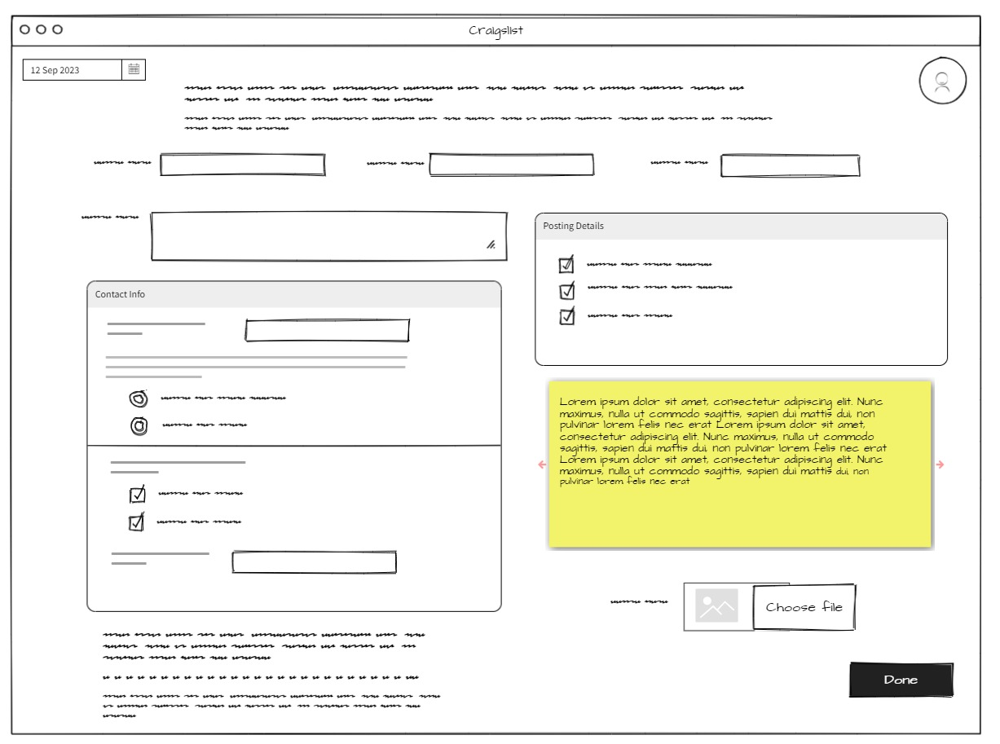 Craigslist
12 Sep 2023
Posting Details
Contact Info
Lorem ipsum dolor sit amet, consectetur adipiscing elit. Nunc
maximus, nulla ut commodo sagittis, sapien dui mattis dui, non
pulvinar lorem felis nec erat Lorem ipsum dolor sit amet,
consectetur adipiscing elit. Nunc maximus, nulla ut commodo
sagittis, sapien dui mattis dui, non pulvinar lorem felis nec erat
Lorem ipsum dolor sit amet, consectetur adipiscing elit. Nunc
maximus, nulla ut commodo sagittis, sapien dui mattis dui, non
pulvinar lorem felis nec erat
Choose file
Done